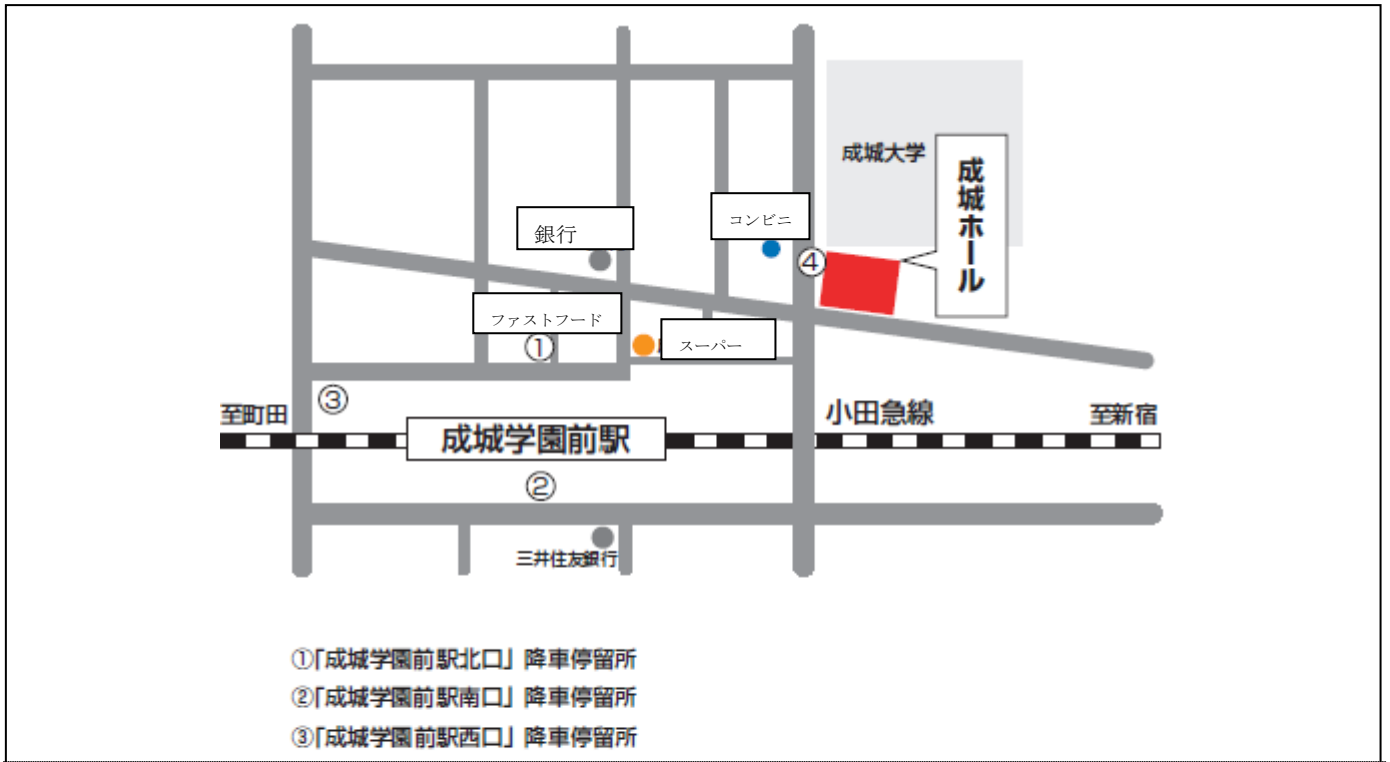 成城大学
成城ホール
コンビニ
銀行
④
ファストフード
①
スーパー
③
至町田
小田急線
至新宿
成城学園前駅
②
三井住友銀行
①「成城学園前駅北口」降車停留所
②「成城学園前駅南口」降車停留所
③「成城学園前駅西口」降車停留所